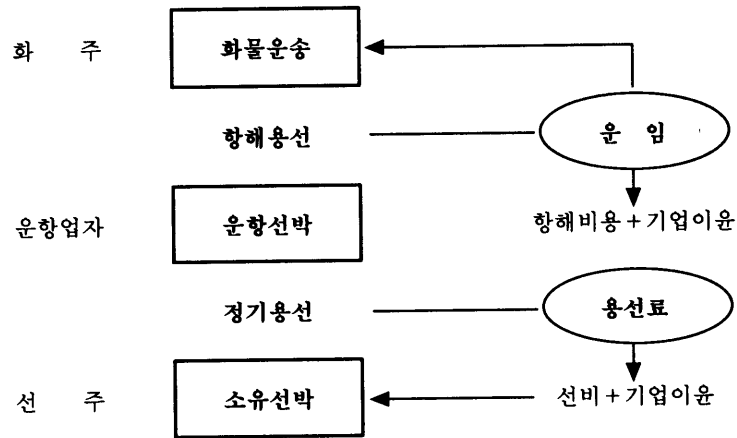 화 주 화물운송
항해용선 운 임
운항업자 운항선박 항해비용+기업이윤
정기용선 용선료
선 주 소유선박 선비+기업이윤